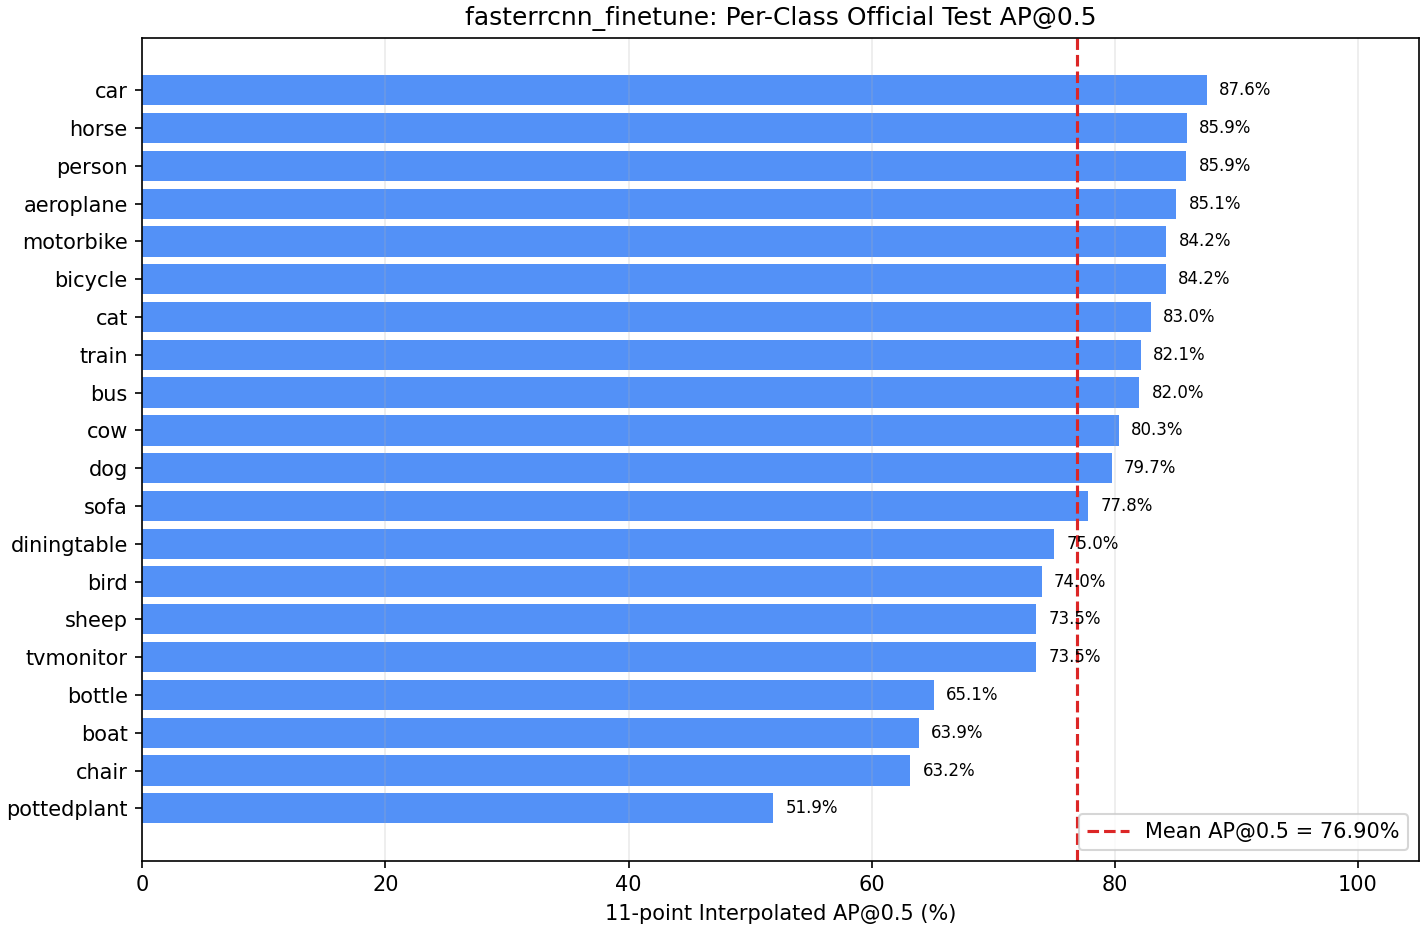 fasterrcnn_finetune: Per-Class Official Test AP@0.5
car 87.6%
horse 85.9%
person 85.9%
aeroplane 85.1%
motorbike 84.2%
bicycle 84.2%
cat 83.0%
train 82.1%
bus 82.0%
cow 80.3%
dog 79.7%
sofa 77.8%
diningtable 75.0%
bird 74.0%
sheep 73.5%
tvmonitor 73.5%
bottle 65.1%
boat 63.9%
chair 63.2%
pottedplant 51.9%
Mean AP@0.5 = 76.90%
0 20 40 60 80 100
11-point Interpolated AP@0.5 (%)